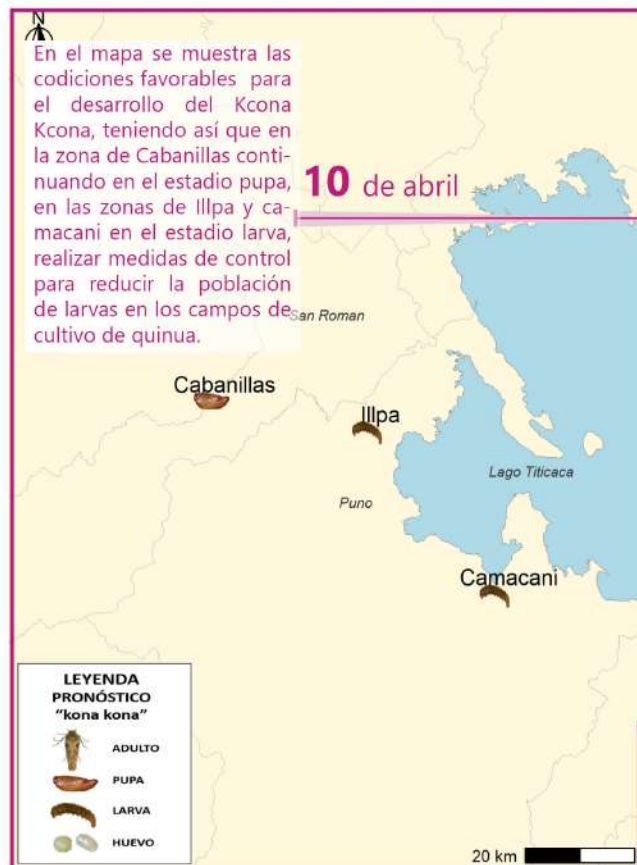 N
En el mapa se muestra las
codiciones favorables para
el desarrollo del Kcona
Kcona, teniendo así que en
la zona de Cabanillas conti-
nuando en el estadio pupa,
en las zonas de Illpa y ca-
macani en el estadio larva,
realizar medidas de control
para reducir la población
de larvas en los campos de
cultivo de quinua.
10 de abril
San Roman
Cabanillas
Illpa
Lago Titicaca
Puno
Camacani
LEYENDA
PRONÓSTICO
“kona kona”
ADULTO
PUPA
LARVA
HUEVO
20 km